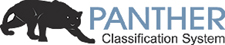 PANTHER
Classification System